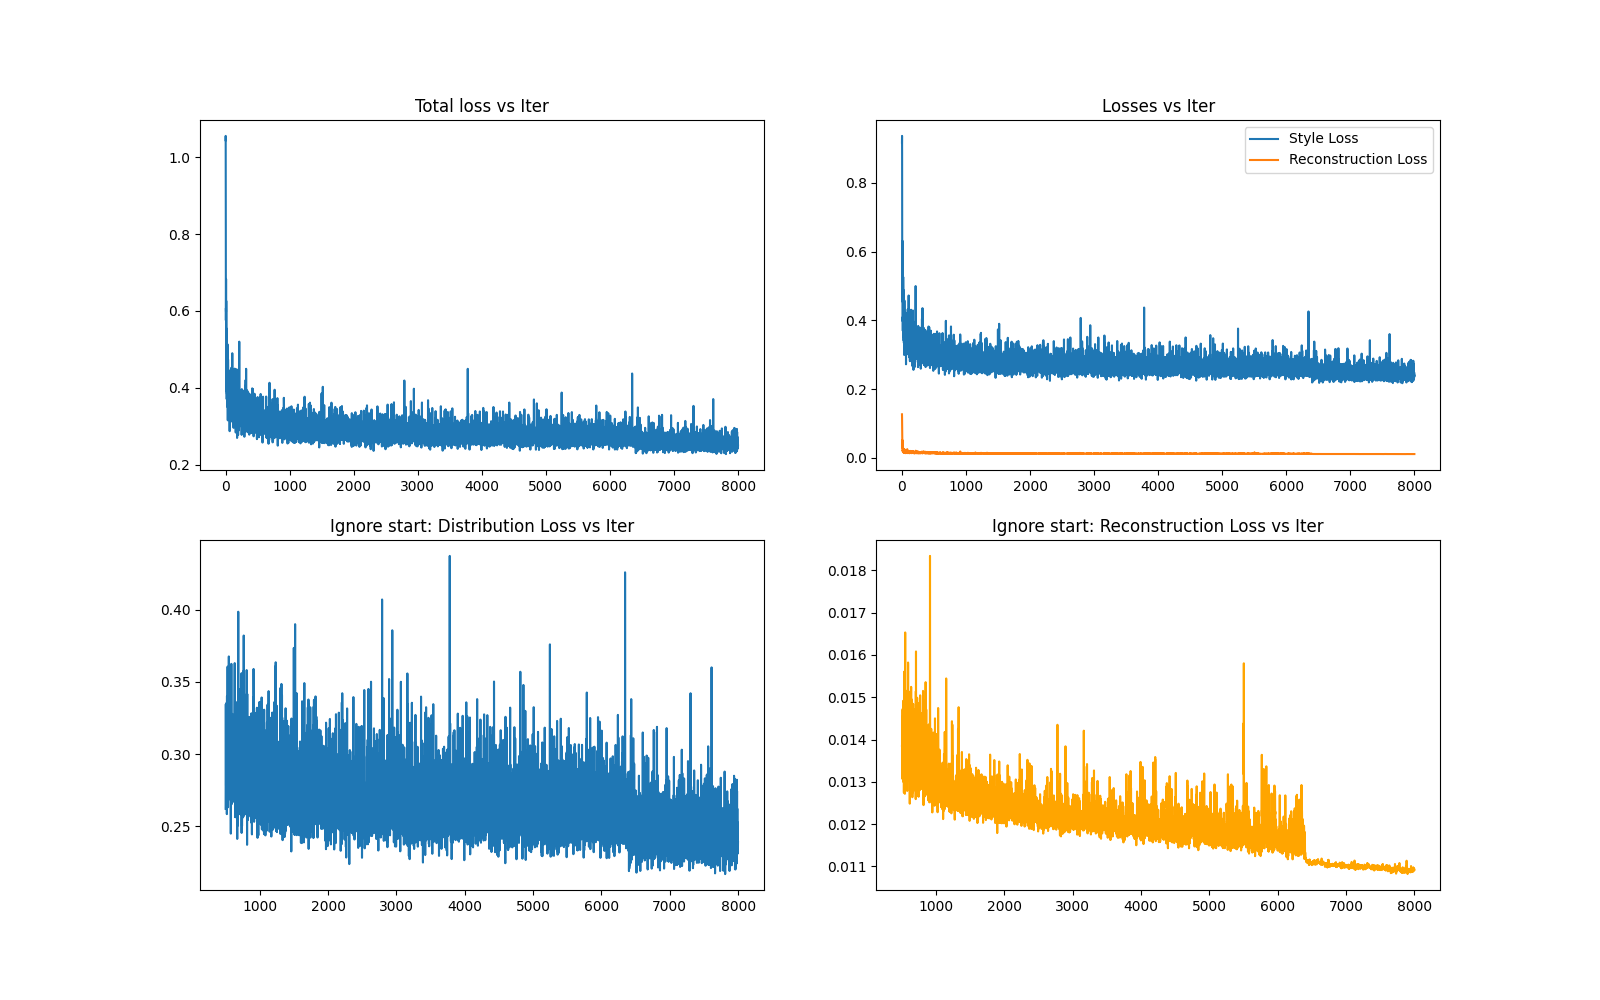 Total loss vs Iter
1.0
0.8
0.6
0.4
0.2
0 1000 2000 3000 4000 5000 6000 7000 8000
Losses vs Iter
Style Loss
Reconstruction Loss
0.8
0.6
0.4
0.2
0.0
0 1000 2000 3000 4000 5000 6000 7000 8000
Ignore start: Distribution Loss vs Iter
0.40
0.35
0.30
0.25
1000 2000 3000 4000 5000 6000 7000 8000
Ignore start: Reconstruction Loss vs Iter
0.018
0.017
0.016
0.015
0.014
0.013
0.012
0.011
1000 2000 3000 4000 5000 6000 7000 8000